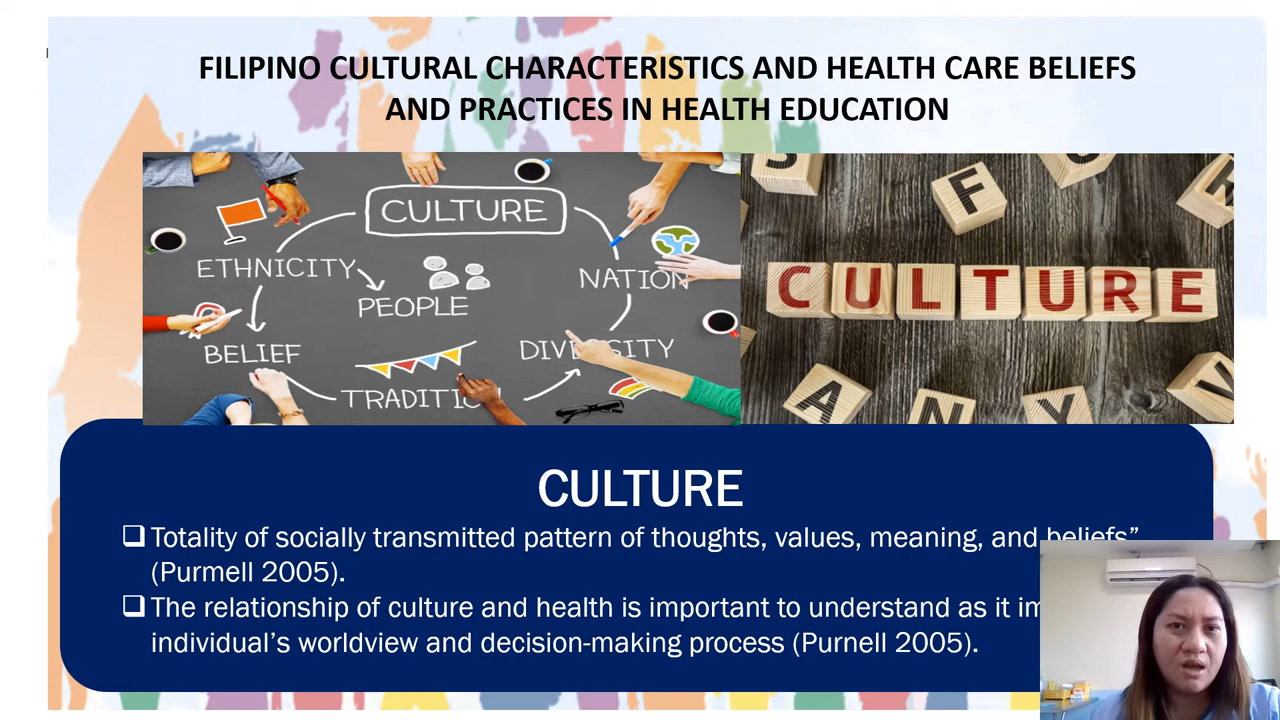 FILIPINO CULTURAL CHARACTERISTICS AND HEALTH CARE BELIEFS
AND PRACTICES IN HEALTH EDUCATION
CULTURE
ETHNICITY
PEOPLE
NATION
BELIEF
DIVERSITY
F
CULTURE
A
N
Y
V
CULTURE
❑ Totality of socially transmitted pattern of thoughts, values, meaning, and beliefs”
(Purmell 2005).
❑ The relationship of culture and health is important to understand as it
individual’s worldview and decision-making process (Purnell 2005).